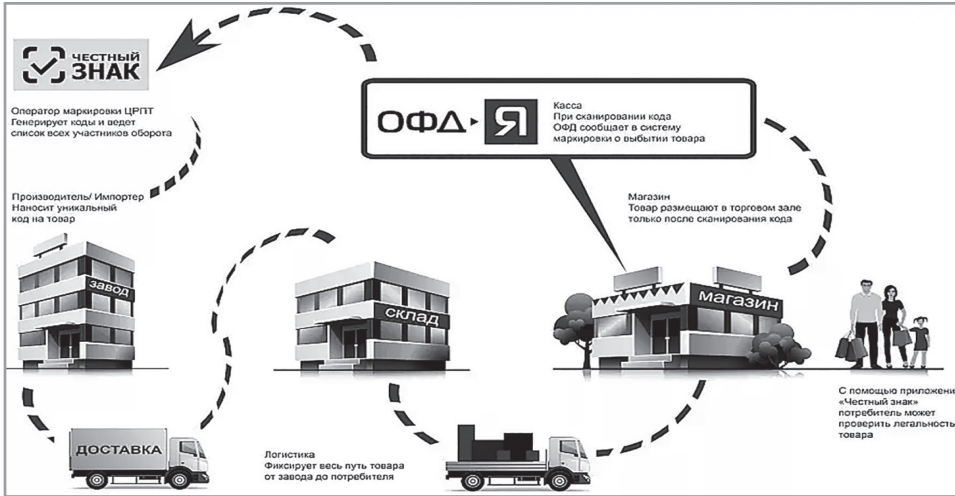 ЧЕСТНЫЙ
ЗНАК
Оператор маркировки ЦРПТ
Генерирует коды и ведет
список всех участников оборота
ОФД Я
Касса
При сканировании кода
ОФД сообщает в систему
маркировки о выбытии товара
Производитель/ Импортер
Наносит уникальный
код на товар
Магазин
Товар размещают в торговом зале
только после сканирования кода
завод
склад
магазин
С помощью приложени
«Честный знак»
потребитель может
проверить легальность
товара
ДОСТАВКА
Логистика
Фиксирует весь путь товара
от завода до потребителя